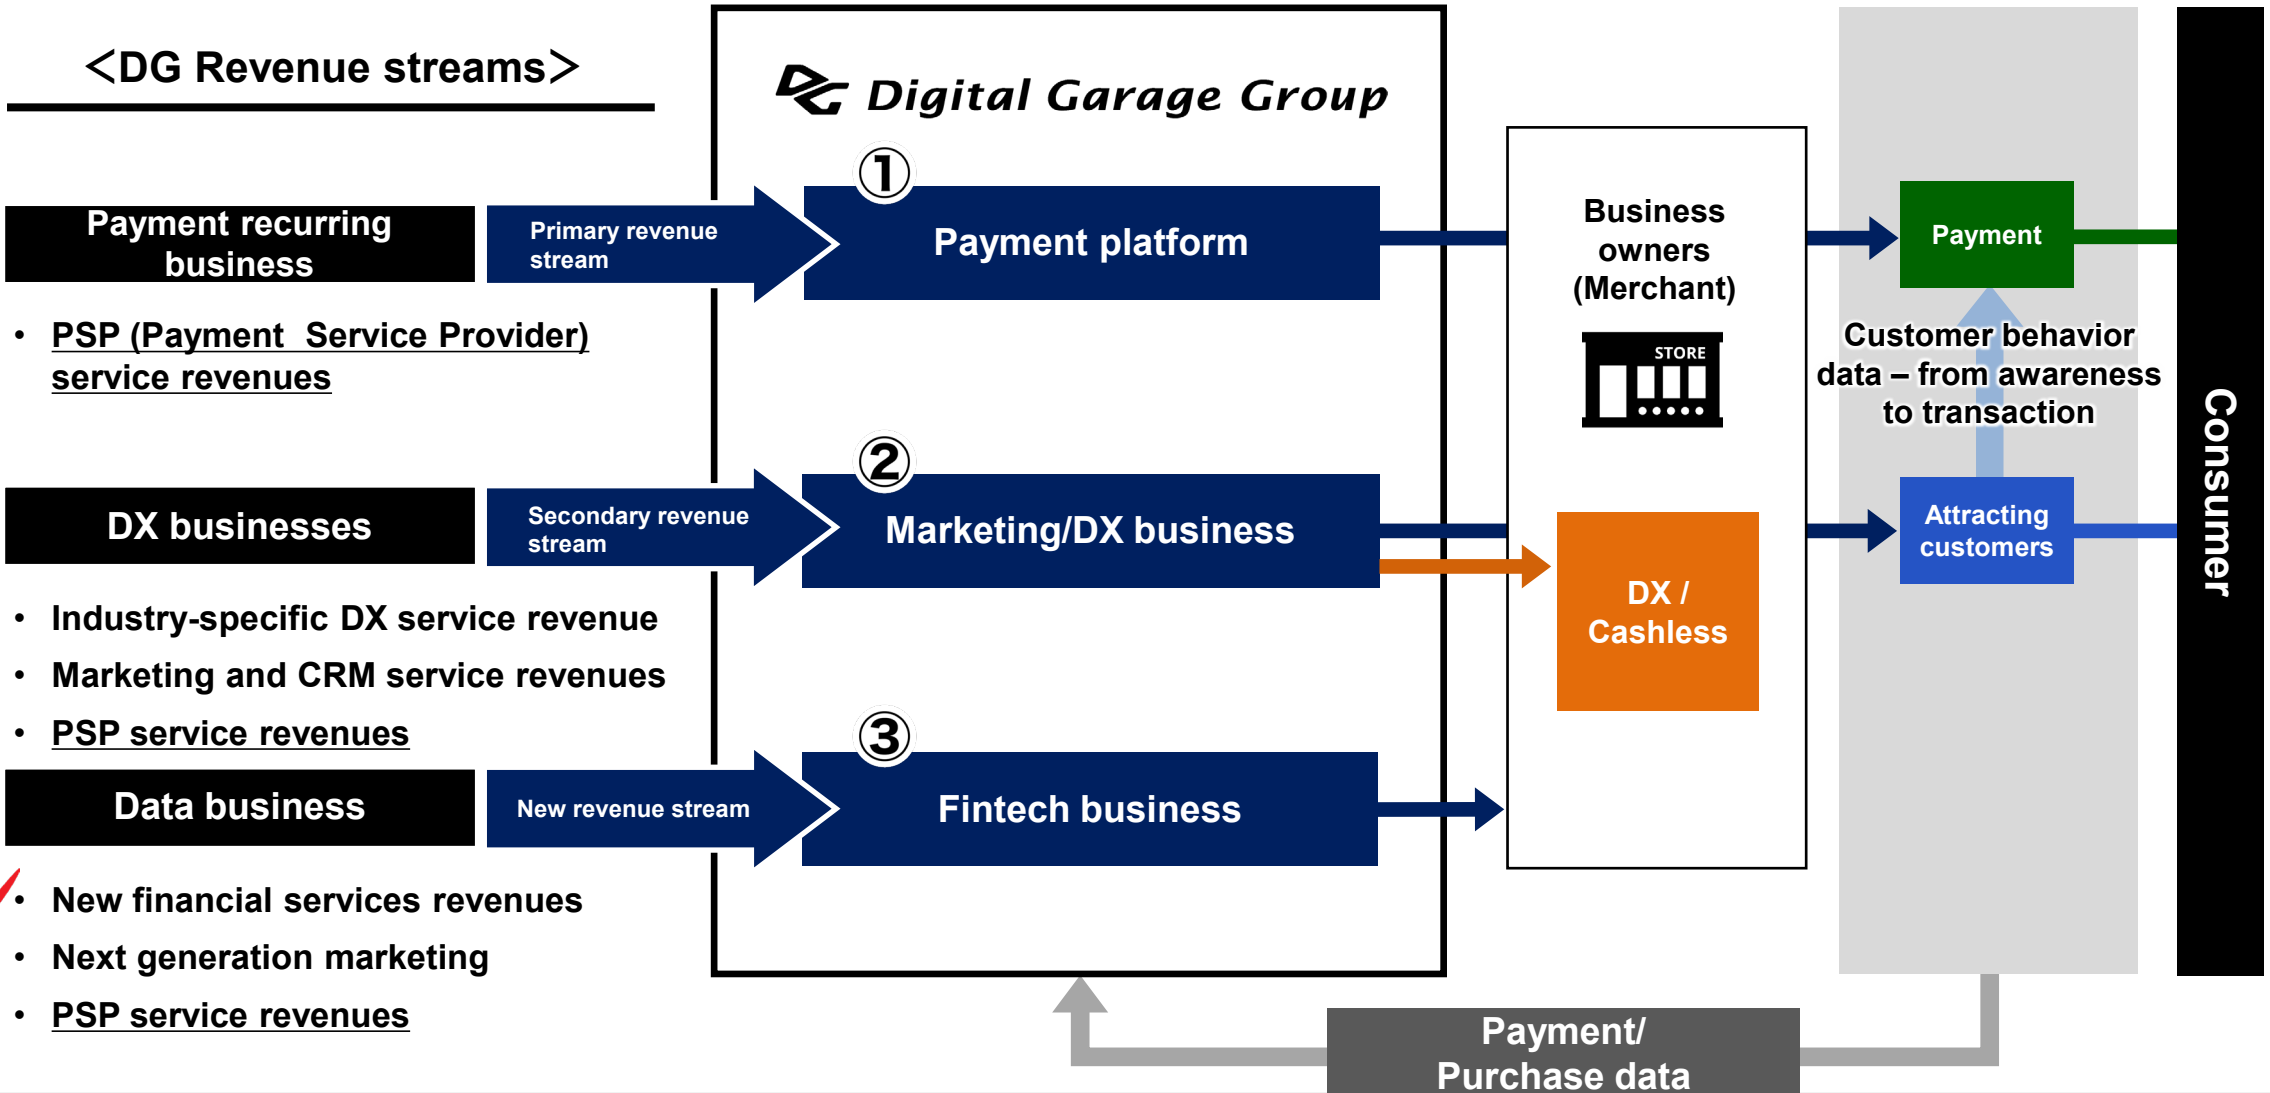 <DG Revenue streams>
Payment recurring
business
Primary revenue
stream
• PSP (Payment Service Provider)
service revenues
DX businesses
Secondary revenue
stream
• Industry-specific DX service revenue
• Marketing and CRM service revenues
• PSP service revenues
Data business
New revenue stream
• New financial services revenues
• Next generation marketing
• PSP service revenues
DG Digital Garage Group
①
Payment platform
②
Marketing/DX business
③
Fintech business
Business
owners
(Merchant)
STORE
DX /
Cashless
Payment
Customer behavior
data – from awareness
to transaction
Attracting
customers
Consumer
Payment/
Purchase data